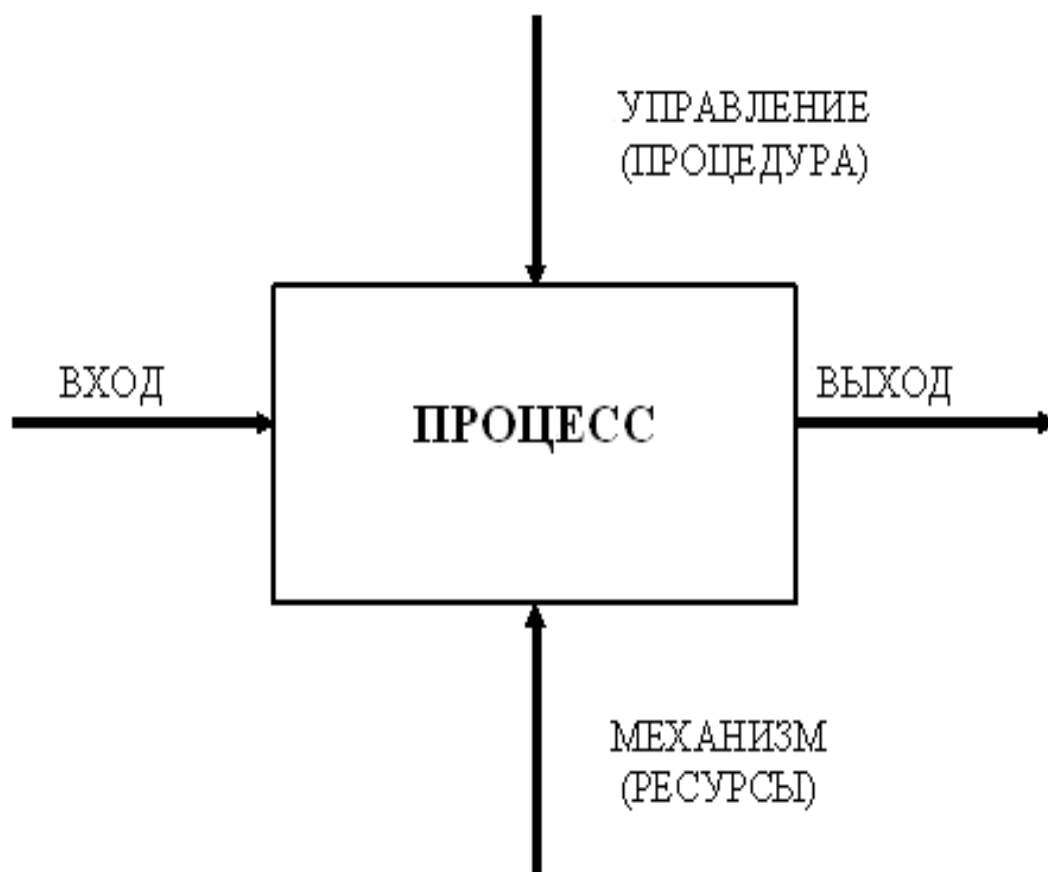 УПРАВЛЕНИЕ
(ПРОЦЕДУРА)
ВХОД
ПРОЦЕСС
ВЫХОД
МЕХАНИЗМ
(РЕСУРСЫ)